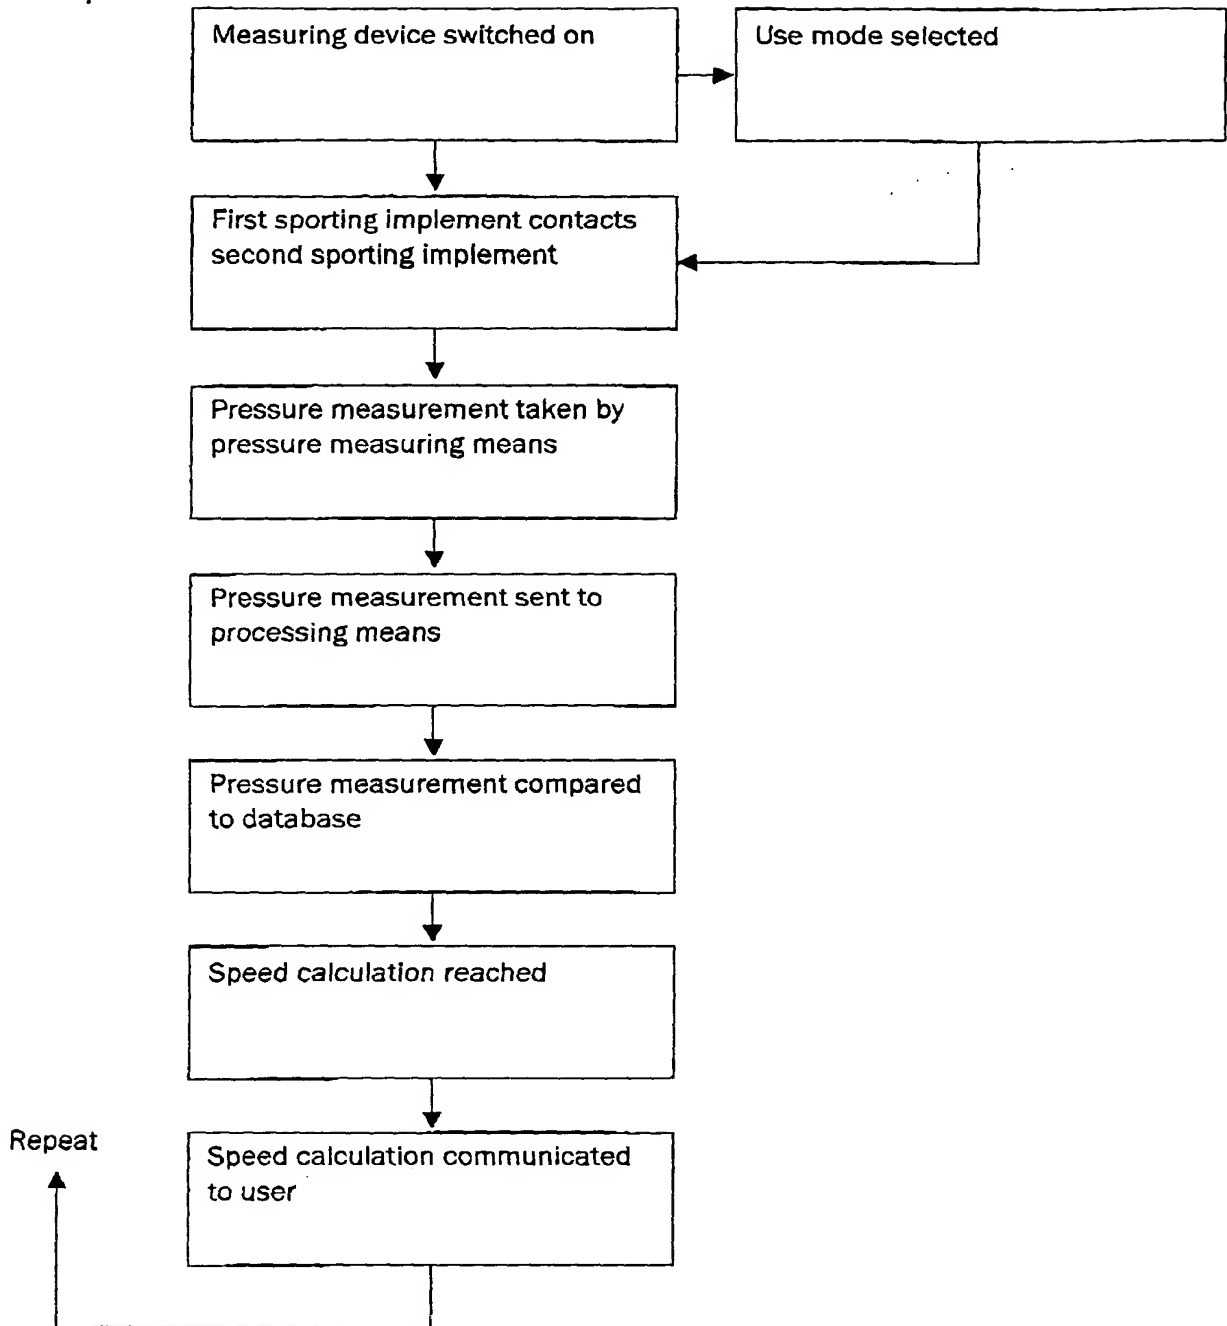 Measuring device switched on
Use mode selected
First sporting implement contacts
second sporting implement
Pressure measurement taken by
pressure measuring means
Pressure measurement sent to
processing means
Pressure measurement compared
to database
Speed calculation reached
Repeat
Speed calculation communicated
to user